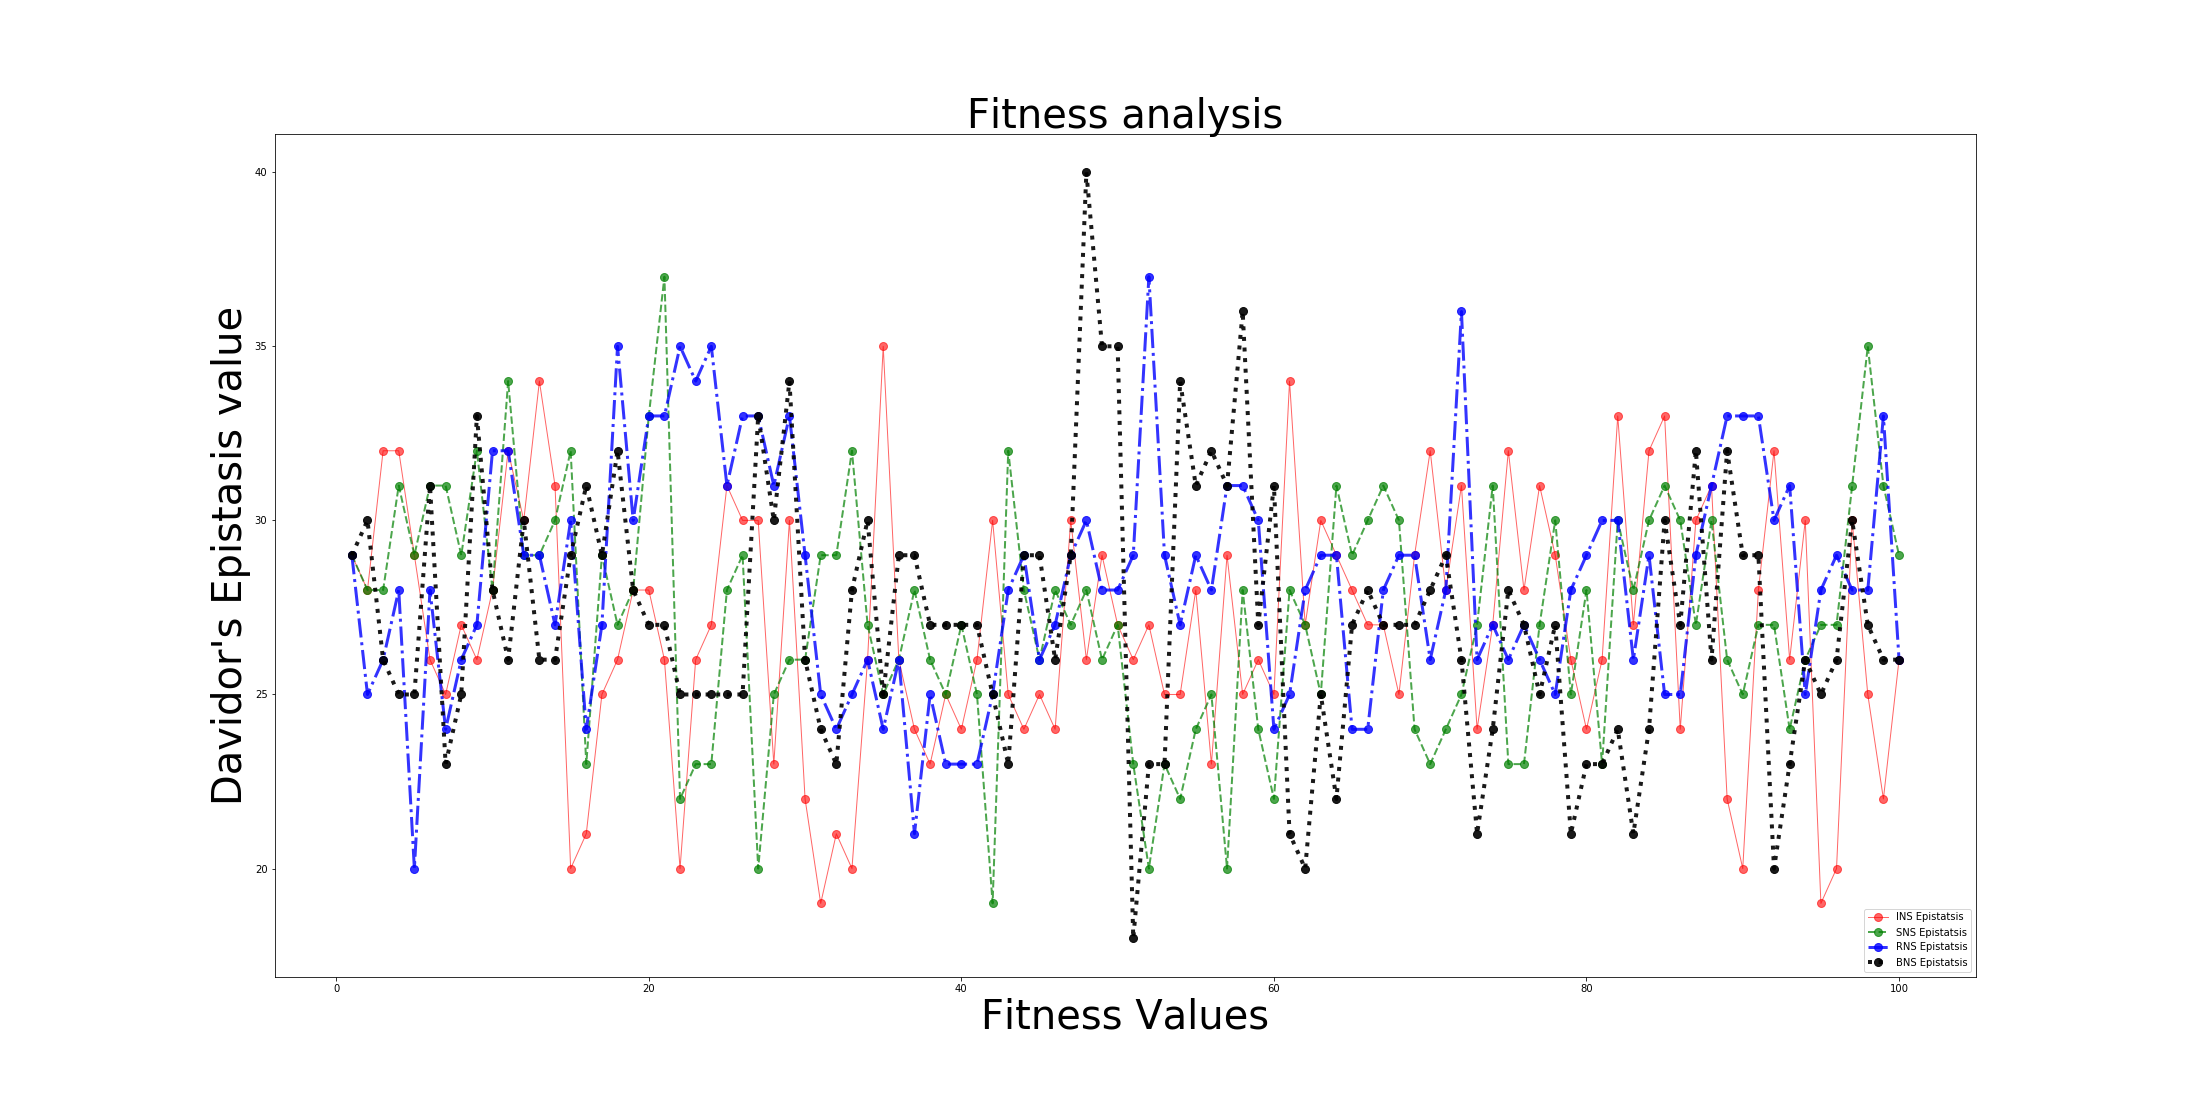 Fitness analysis
Davidor's Epistasis value
40
35
30
25
20
0
20
40
60
80
100
Fitness Values
INS Epistatsis
SNS Epistatsis
RNS Epistatsis
BNS Epistatsis